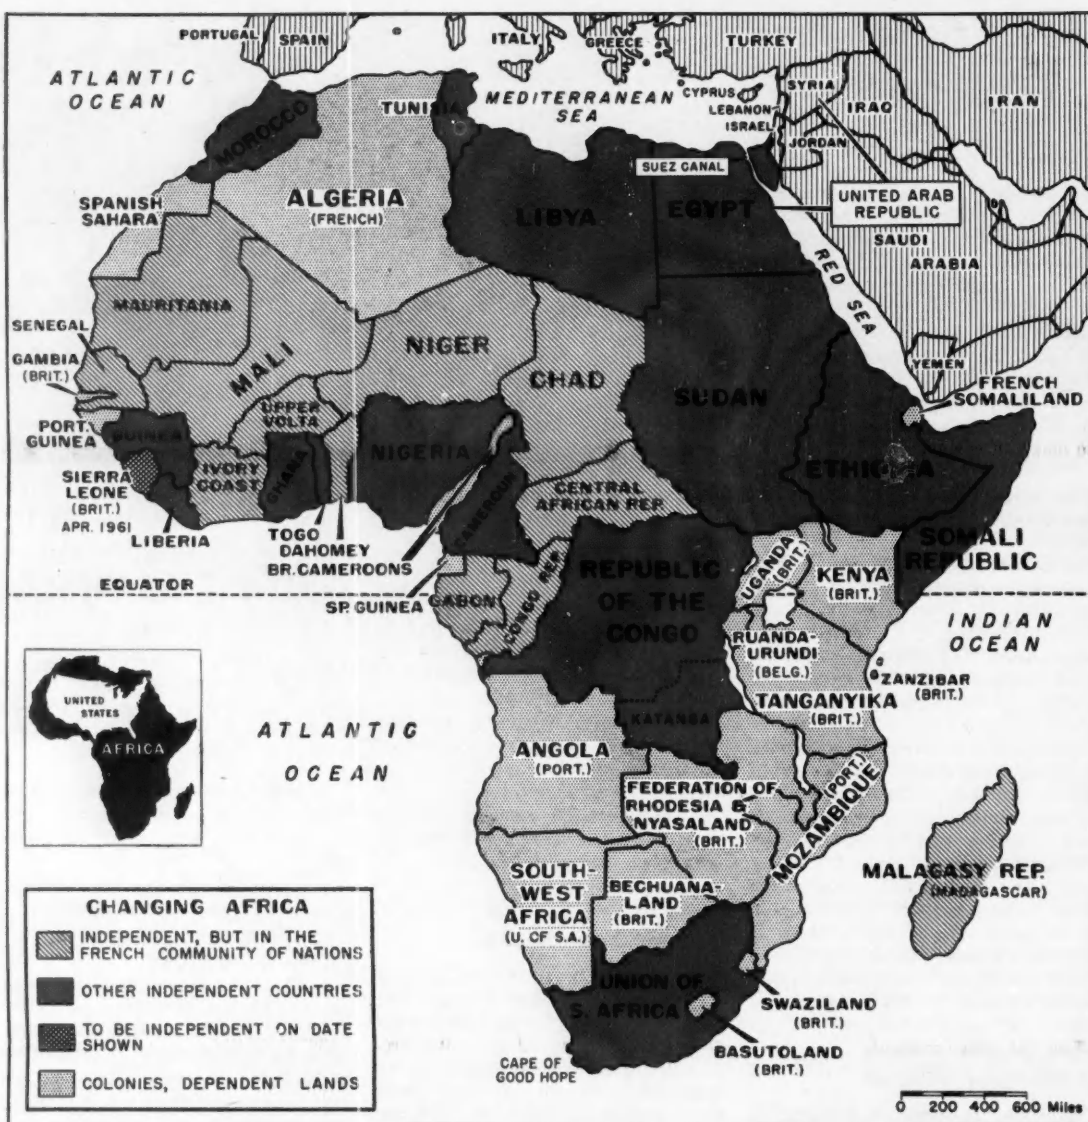 PORTUGAL
SPAIN
ITALY
GREECE
TURKEY
ATLANTIC
OCEAN
MEDITERRANEAN
SEA
CYPRUS
LEBANON
ISRAEL
SYRIA
IRAQ
IRAN
JORDAN
MOROCCO
TUNISIA
SUEZ CANAL
UNITED ARAB
REPUBLIC
SPANISH
SAHARA
ALGERIA
(FRENCH)
LIBYA
EGYPT
SAUDI
ARABIA
RED SEA
MAURITANIA
SENEGAL
GAMBIA
(BRIT.)
MALI
NIGER
CHAD
SUDAN
YEMEN
FRENCH
SOMALILAND
PORT.
GUINEA
GUINEA
UPPER
VOLTA
NIGERIA
SIERRA
LEONE
(BRIT.)
APR. 1961
IVORY
COAST
GHANA
ETHIOPIA
CENTRAL
AFRICAN REP.
CAMEROUN
LIBERIA
TOGO
DAHOMEY
BR. CAMEROONS
SOMALI
REPUBLIC
EQUATOR
SP. GUINEA
GABON
CONGO REP.
REPUBLIC
OF THE
CONGO
UGANDA
(BRIT.)
KENYA
(BRIT.)
INDIAN
OCEAN
RUANDA-
URUNDI
(BELG.)
ZANZIBAR
(BRIT.)
TANGANYIKA
(BRIT.)
UNITED
STATES
AFRICA
ATLANTIC
OCEAN
KATANGA
ANGOLA
(PORT.)
FEDERATION OF
RHODESIA &
NYASALAND
(BRIT.)
(PORT.)
MOZAMBIQUE
MALAGASY REP.
(MADAGASCAR)
SOUTH-
WEST
AFRICA
(U. OF S.A.)
BECHUANA-
LAND
(BRIT.)
UNION OF
S. AFRICA
SWAZILAND
(BRIT.)
BASUTOLAND
(BRIT.)
CAPE OF
GOOD HOPE
CHANGING AFRICA
INDEPENDENT, BUT IN THE
FRENCH COMMUNITY OF NATIONS
OTHER INDEPENDENT COUNTRIES
TO BE INDEPENDENT ON DATE
SHOWN
COLONIES, DEPENDENT LANDS
0 200 400 600 Miles